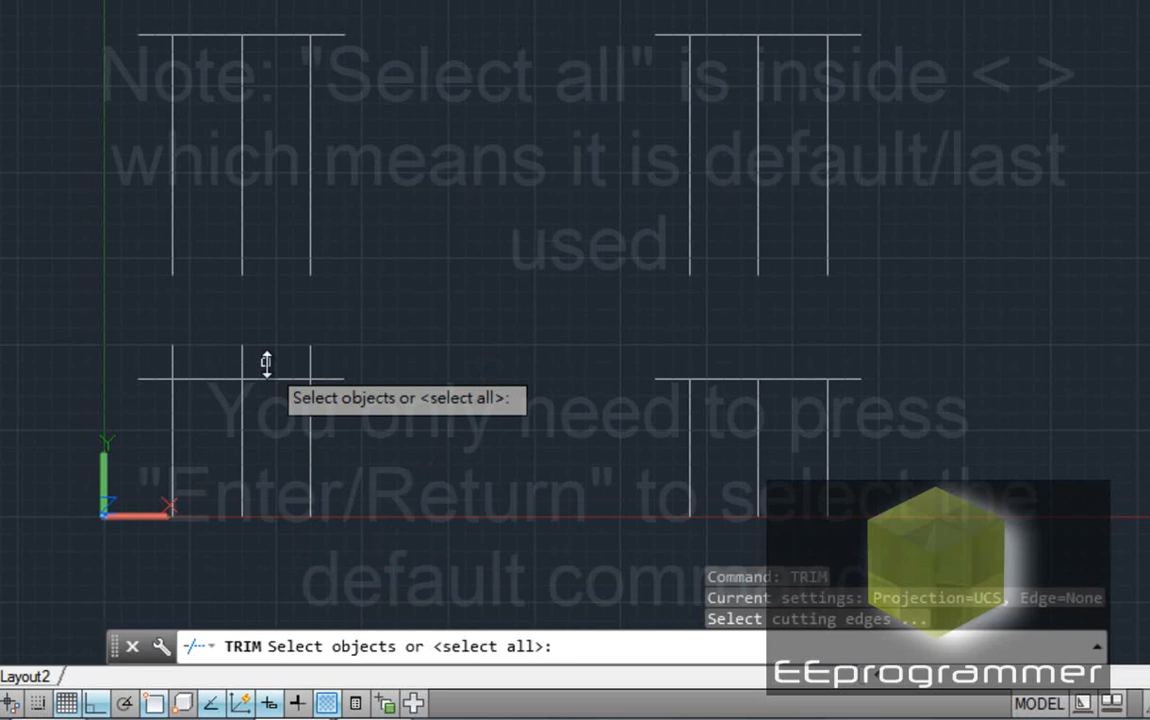 Note: "Select all" is inside < >
which means it is default/last
used
Select objects or <select all>:
You only need to press
"Enter/Return" to select the
default command
Y
X
Command: TRIM
Current settings: Projection=UCS, Edge=None
Select cutting edges ...
TRIM Select objects or <select all>:
EEprogrammer
Layout2
MODEL